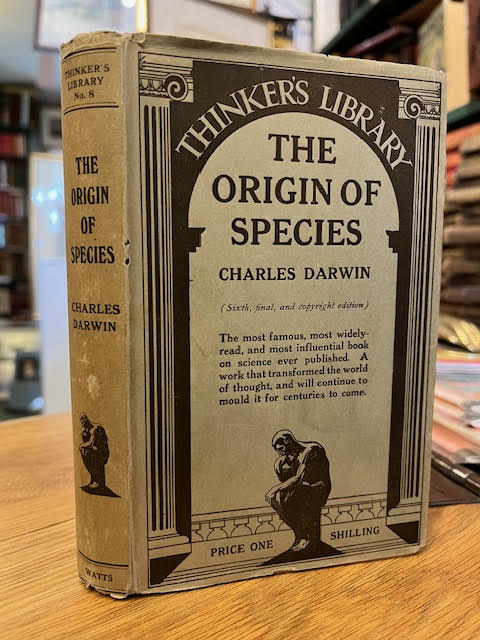 THINKER'S
LIBRARY
No. 8
THE
ORIGIN
OF
SPECIES
CHARLES
DARWIN
WATTS
THINKER'S LIBRARY
THE
ORIGIN OF
SPECIES
CHARLES DARWIN
(Sixth, final, and copyright edition)
The most famous, most widely-
read, and most influential book
on science ever published. A
work that transformed the world
of thought, and will continue to
mould it for centuries to come.
PRICE ONE SHILLING